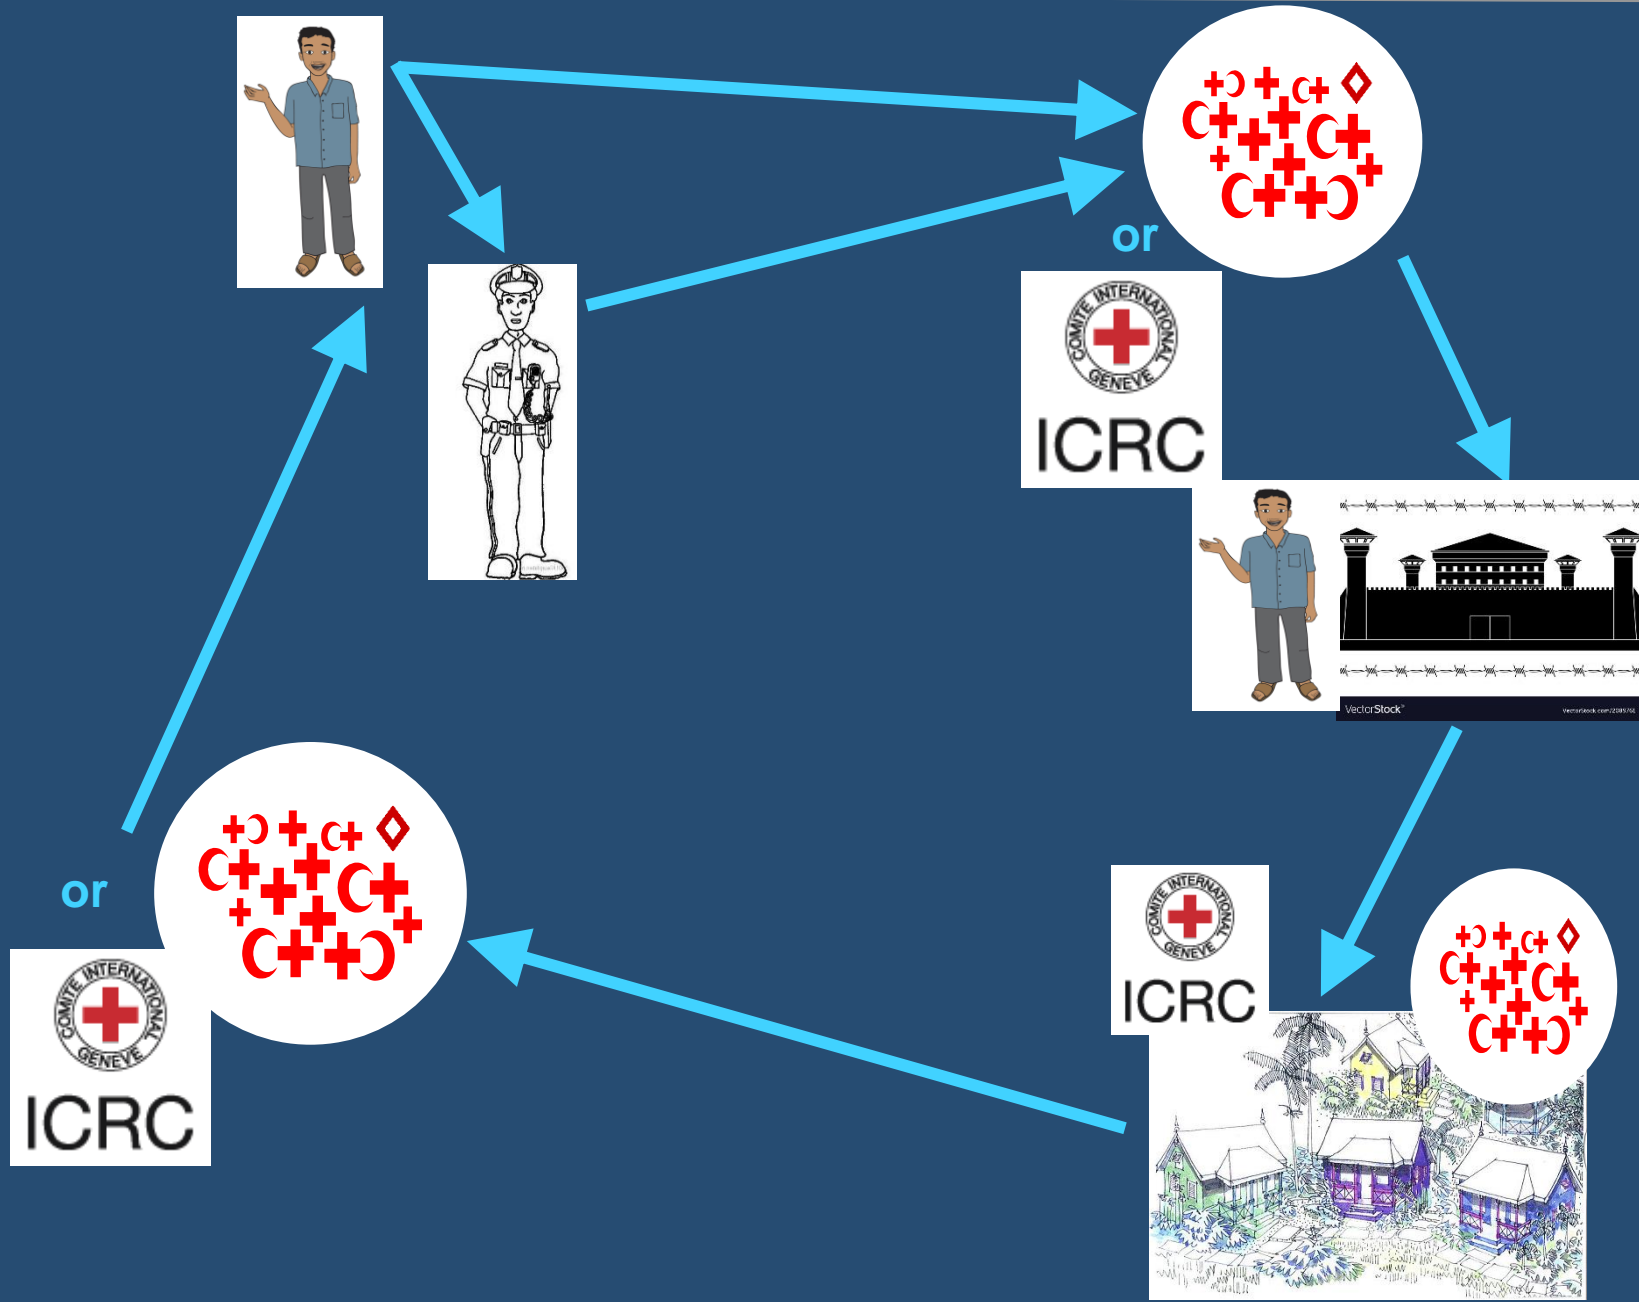 or
COMITE INTERNATIONAL
GENEVE
ICRC
VectorStock®
COMITE INTERNATIONAL
GENEVE
ICRC
or
COMITE INTERNATIONAL
GENEVE
ICRC